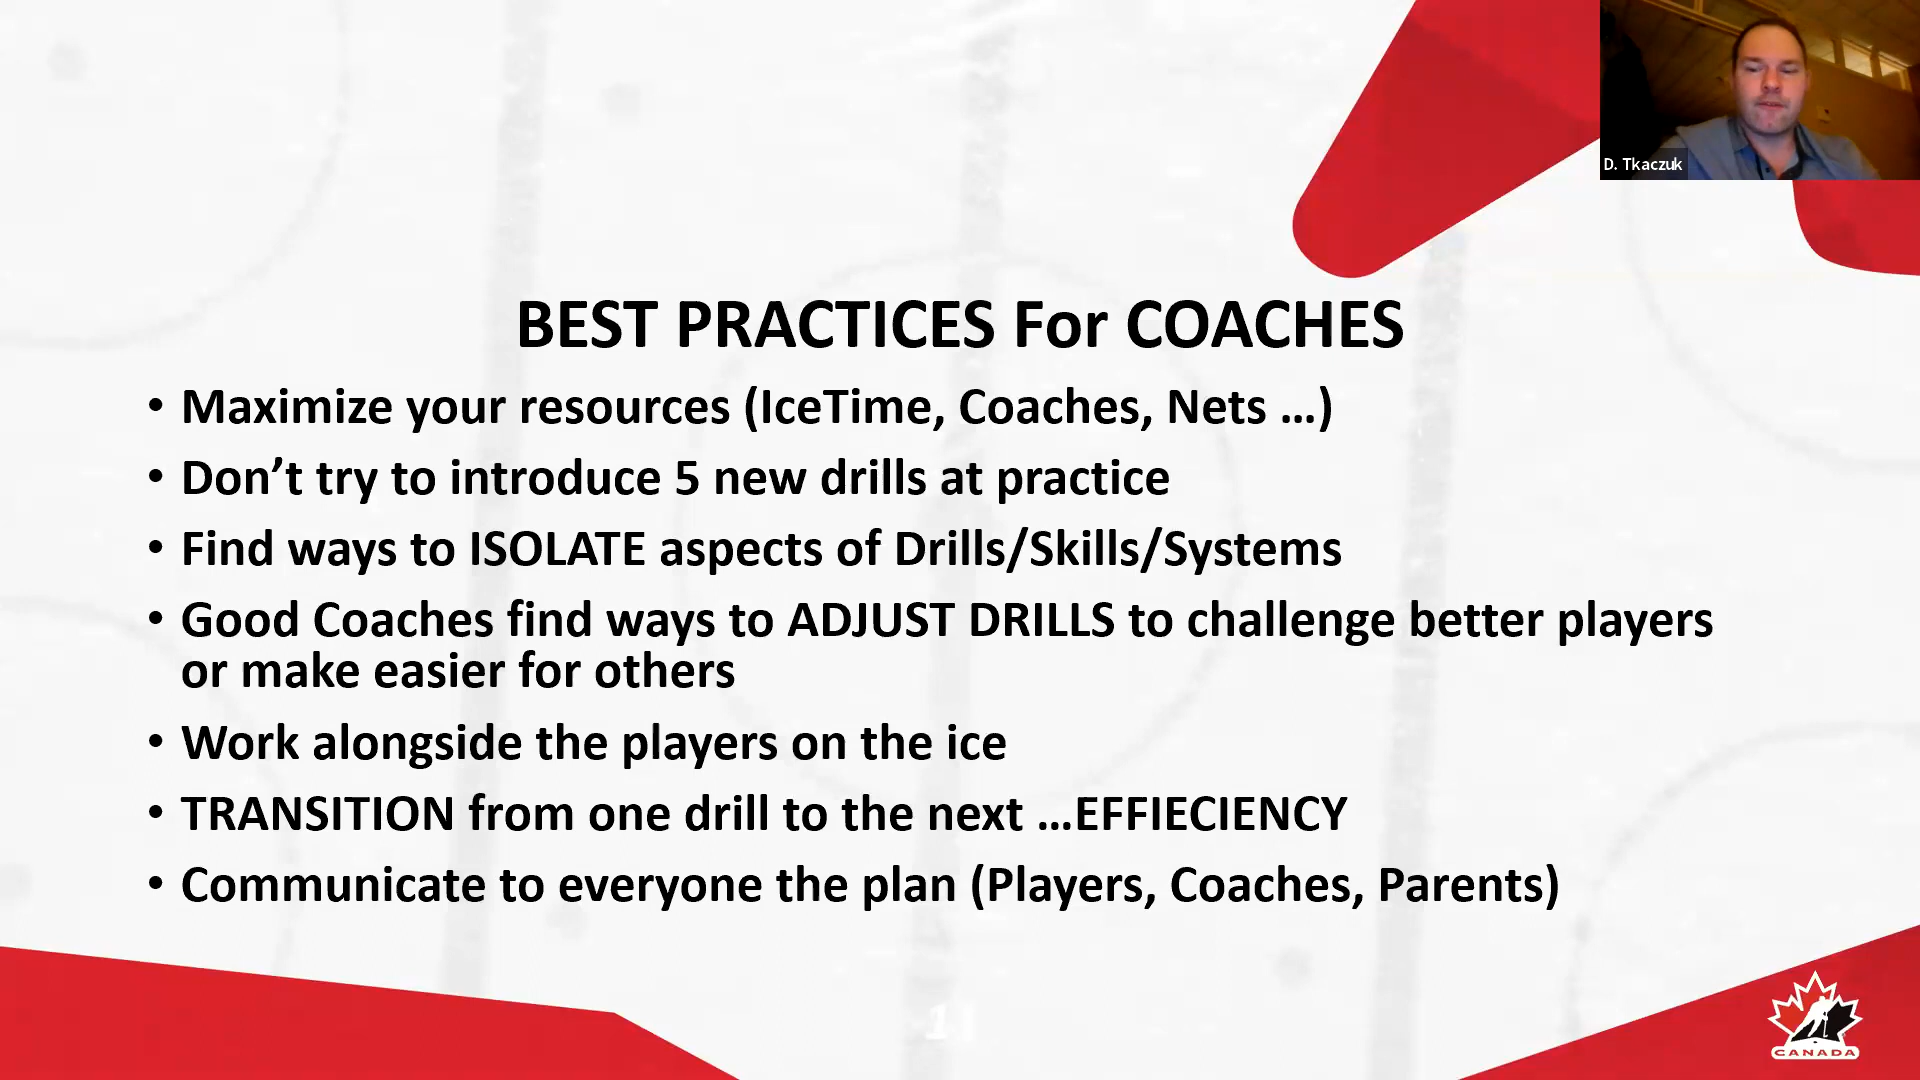 D. Tkaczuk
BEST PRACTICES For COACHES
• Maximize your resources (IceTime, Coaches, Nets ...)
• Don’t try to introduce 5 new drills at practice
• Find ways to ISOLATE aspects of Drills/Skills/Systems
• Good Coaches find ways to ADJUST DRILLS to challenge better players
or make easier for others
• Work alongside the players on the ice
• TRANSITION from one drill to the next ...EFFIECIENCY
• Communicate to everyone the plan (Players, Coaches, Parents)
CANADA